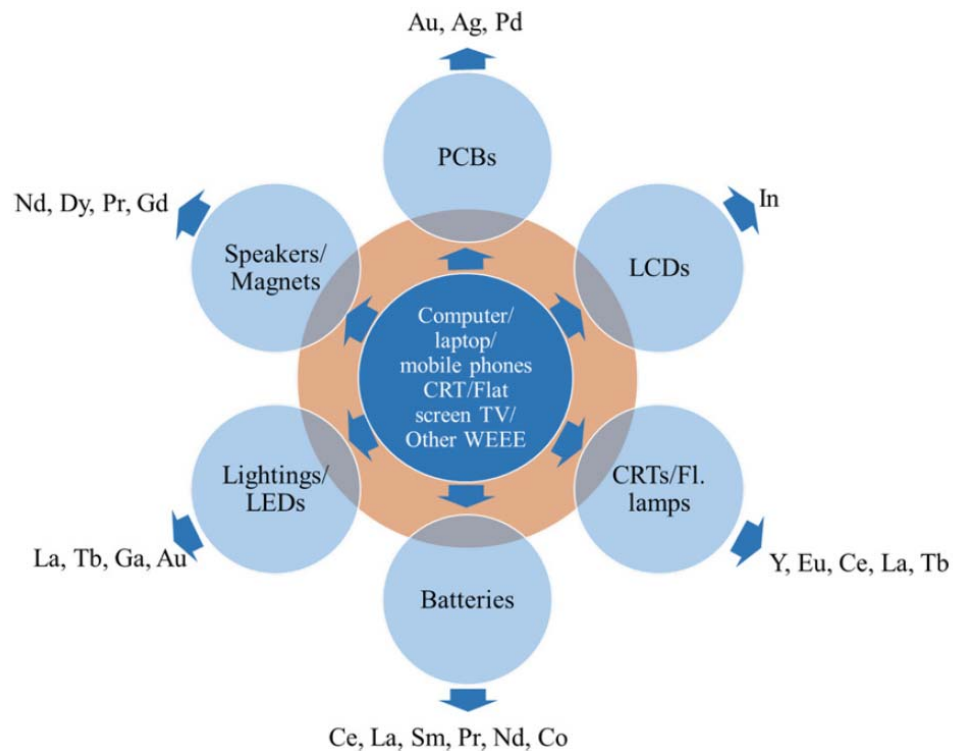 Au, Ag, Pd
PCBs
Nd, Dy, Pr, Gd
Speakers/
Magnets
In
LCDs
Computer/
laptop/
mobile phones
CRT/Flat
screen TV/
Other WEEE
Lightings/
LEDs
La, Tb, Ga, Au
CRTs/Fl.
lamps
Y, Eu, Ce, La, Tb
Batteries
Ce, La, Sm, Pr, Nd, Co